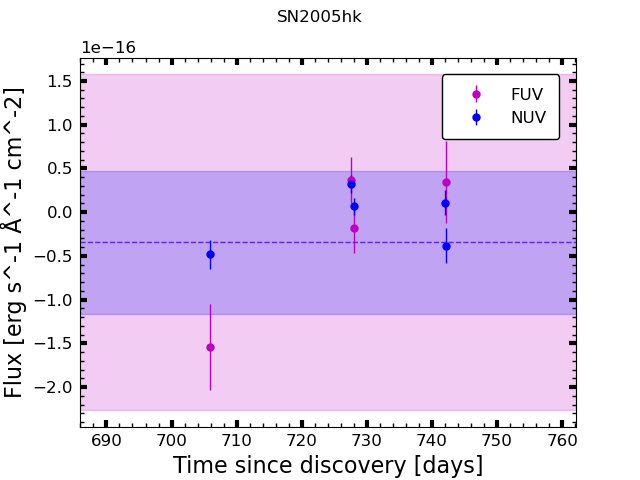 SN2005hk
1e−16
Flux [erg s^-1 Å^-1 cm^-2]
1.5
1.0
0.5
0.0
−0.5
−1.0
−1.5
−2.0
FUV
NUV
690 700 710 720 730 740 750 760
Time since discovery [days]